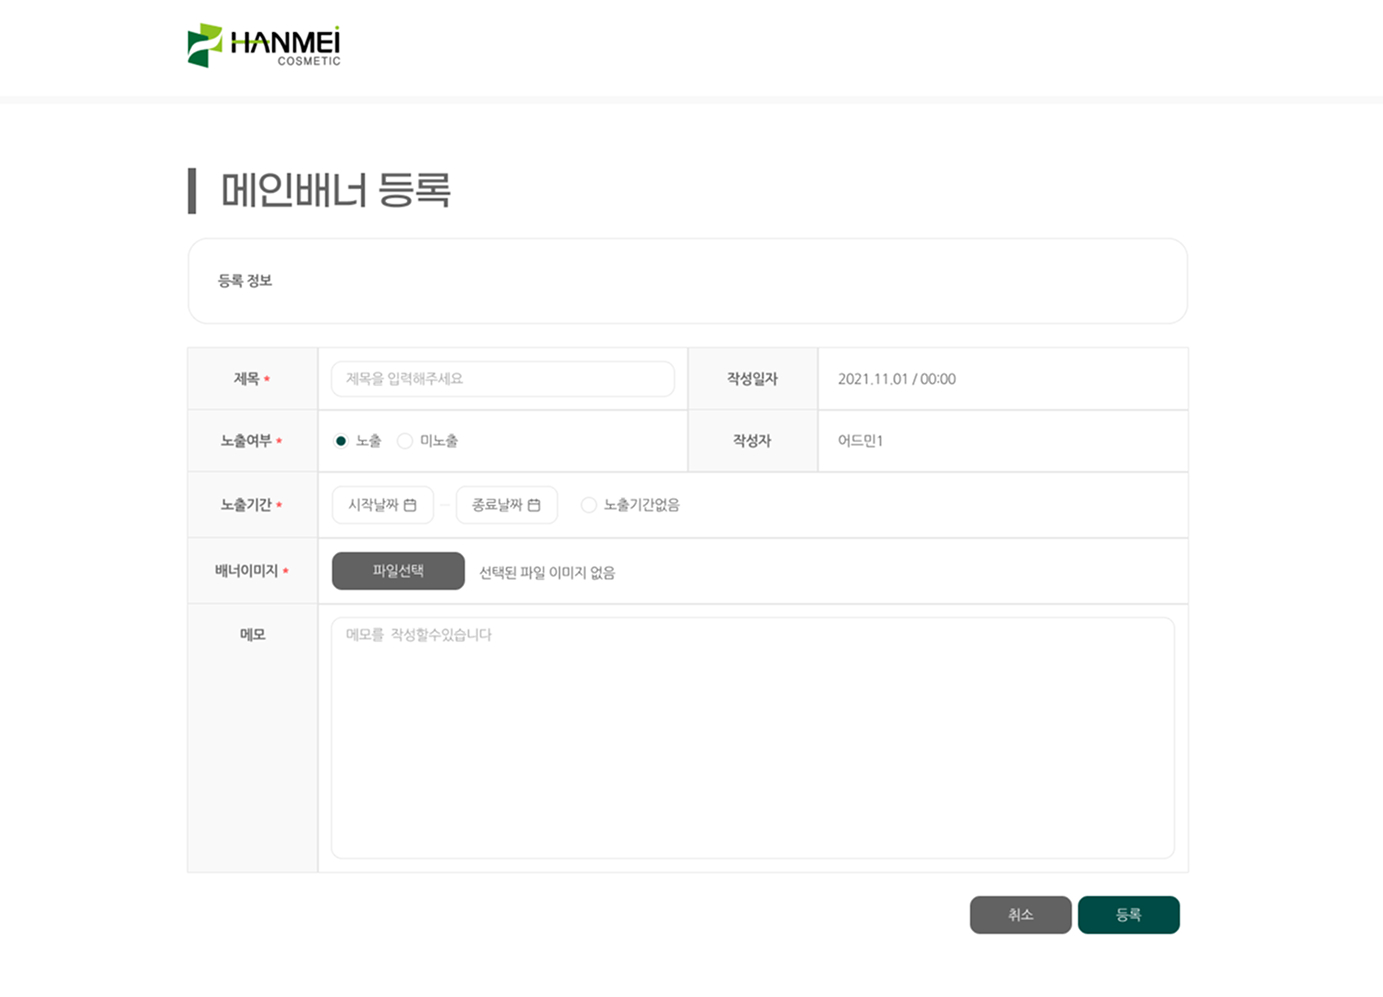 HANMEi
COSMETIC
메인배너 등록
등록 정보
제목 * 제목을 입력해주세요 작성일자 2021.11.01 / 00:00
노출여부 * 노출 미노출 작성자 어드민1
노출기간 * 시작날짜 – 종료날짜 노출기간없음
배너이미지 * 파일선택 선택된 파일 이미지 없음
메모 메모를 작성할수있습니다
취소 등록